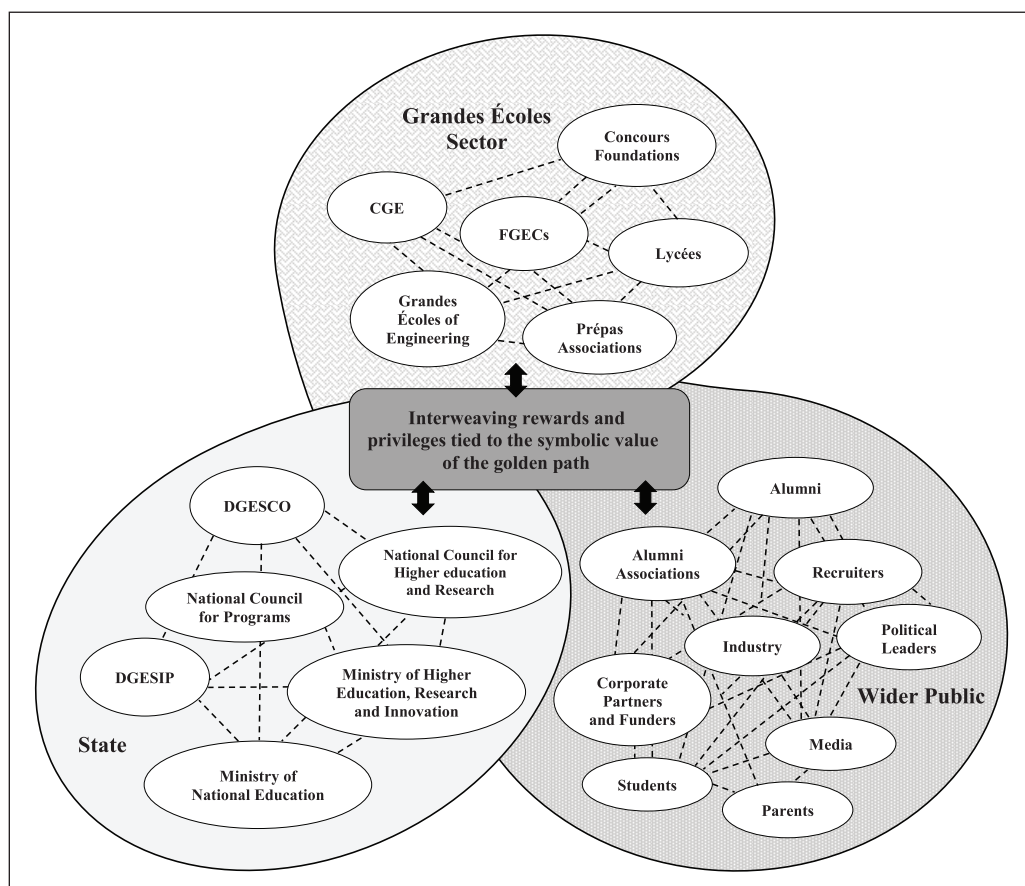 Grandes Écoles
Sector
Concours
Foundations
CGE
FGECs
Lycées
Grandes
Écoles of
Engineering
Prépas
Associations
Interweaving rewards and
privileges tied to the symbolic value
of the golden path
DGESCO
National Council for
Higher education
and Research
National Council
for Programs
DGESIP
Ministry of Higher
Education, Research
and Innovation
State
Ministry of
National Education
Alumni
Alumni
Associations
Recruiters
Political
Leaders
Industry
Corporate
Partners
and Funders
Wider Public
Media
Students
Parents